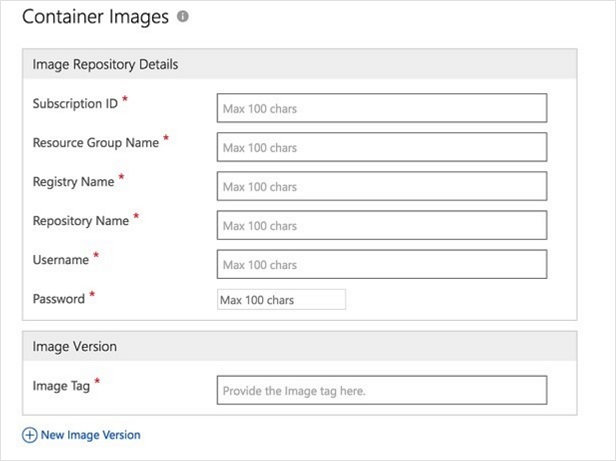 Container Images
Image Repository Details
Subscription ID *
Max 100 chars
Resource Group Name *
Max 100 chars
Registry Name *
Max 100 chars
Repository Name *
Max 100 chars
Username *
Max 100 chars
Password *
Max 100 chars
Image Version
Image Tag *
Provide the Image tag here.
New Image Version